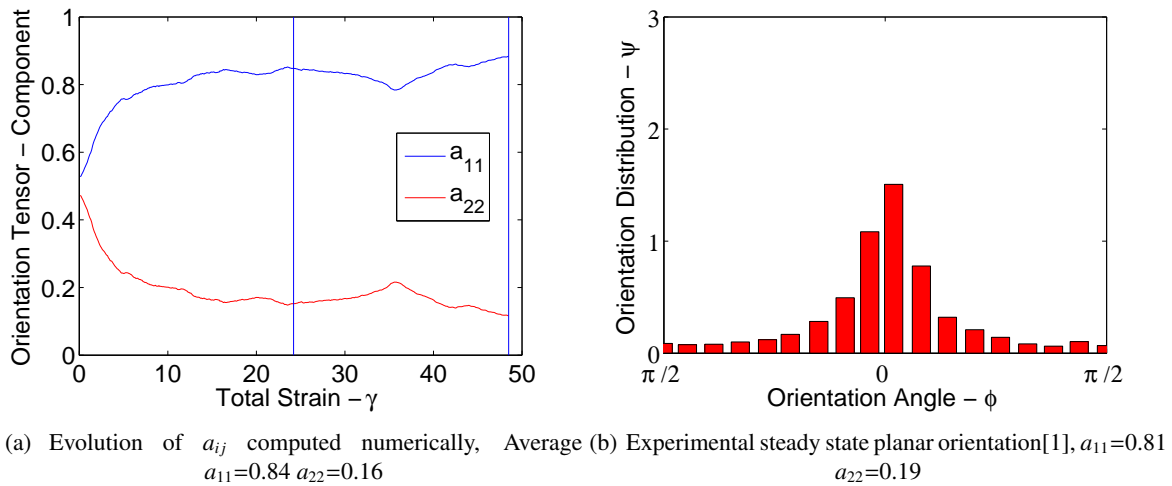 1
0.8
0.6
0.4
0.2
0
0 10 20 30 40 50
Orientation Tensor – Component
Total Strain – γ
a11
a22
3
2
1
0
π /2 0 π /2
Orientation Distribution – ψ
Orientation Angle – ϕ
(a) Evolution of aij computed numerically, Average
a11=0.84 a22=0.16
(b) Experimental steady state planar orientation[1], a11=0.81
a22=0.19